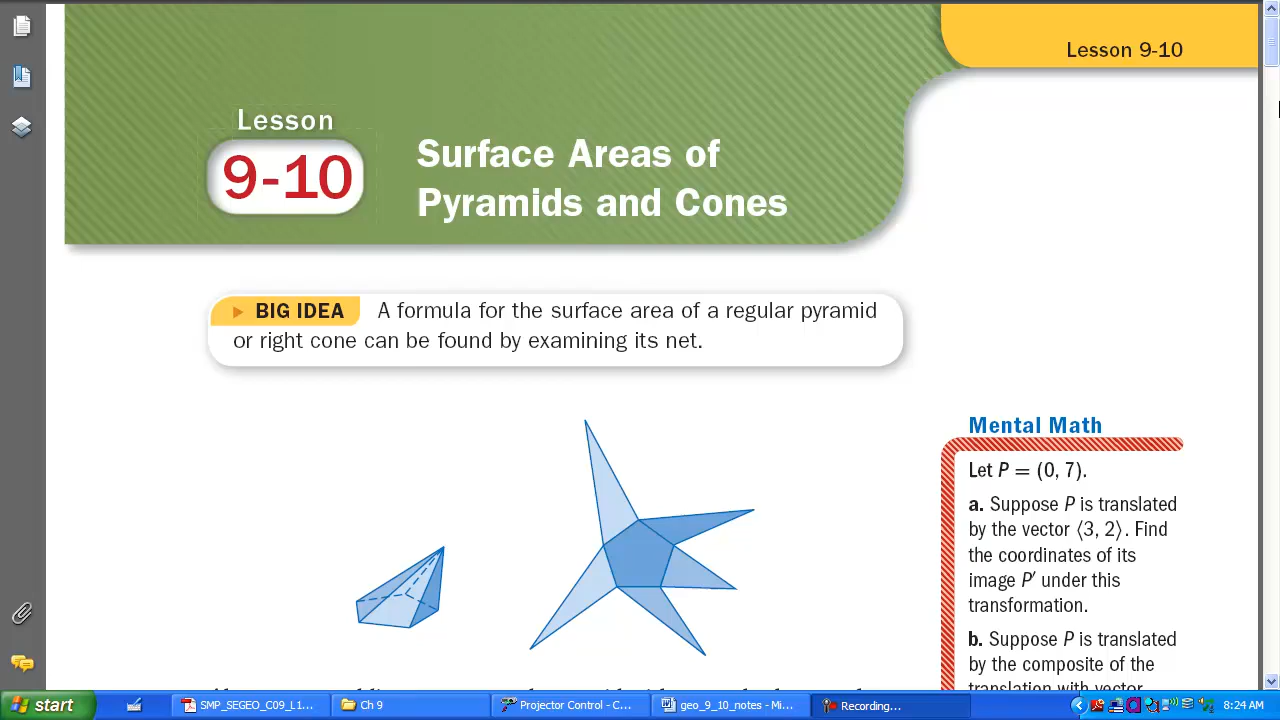 Lesson 9-10
Lesson
9-10
Surface Areas of
Pyramids and Cones
BIG IDEA A formula for the surface area of a regular pyramid
or right cone can be found by examining its net.
Mental Math
Let P = (0, 7).
a. Suppose P is translated
by the vector ⟨3, 2⟩. Find
the coordinates of its
image P′ under this
transformation.
b. Suppose P is translated
by the composite of the
translation with vector
start
SMP_SEGEO_C09_L1...
Ch 9
Projector Control - C...
geo_9_10_notes - Mi...
Recording...
8:24 AM